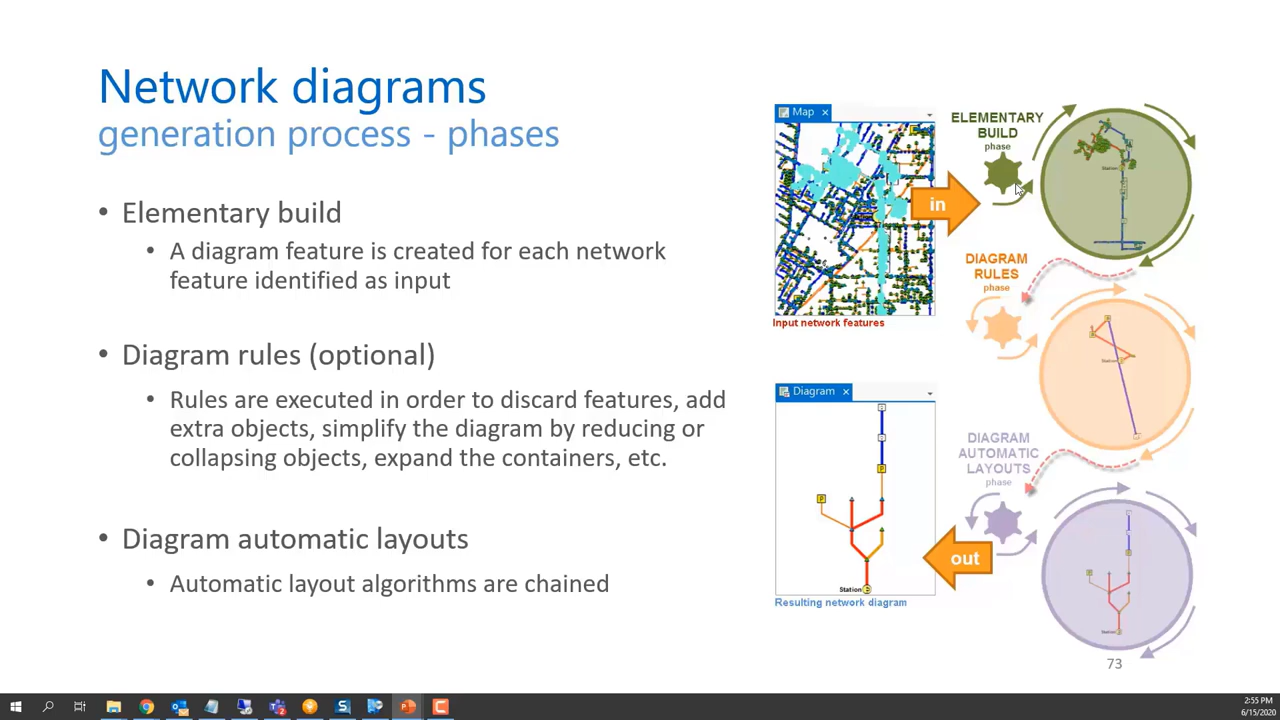 Network diagrams
generation process - phases
• Elementary build
• A diagram feature is created for each network
feature identified as input
• Diagram rules (optional)
• Rules are executed in order to discard features, add
extra objects, simplify the diagram by reducing or
collapsing objects, expand the containers, etc.
• Diagram automatic layouts
• Automatic layout algorithms are chained
Map
Input network features
in
ELEMENTARY
BUILD
phase
Station
DIAGRAM
RULES
phase
Station
DIAGRAM
AUTOMATIC
LAYOUTS
phase
Station
Diagram
P
P
Station
Resulting network diagram
out
73
2:55 PM
6/15/2020